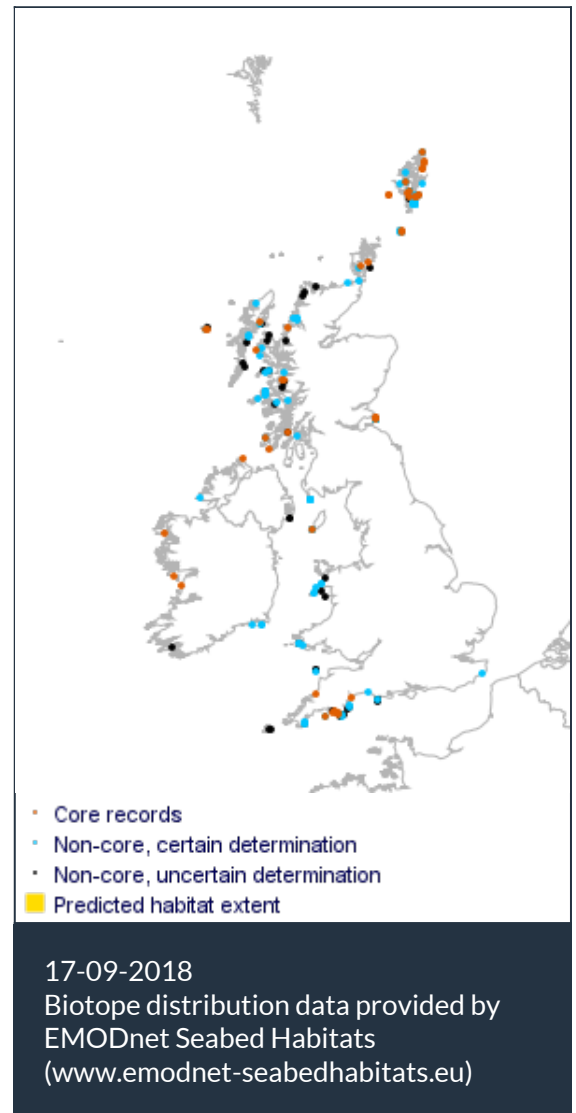 Core records
Non-core, certain determination
Non-core, uncertain determination
Predicted habitat extent
17-09-2018
Biotope distribution data provided by
EMODnet Seabed Habitats
(www.emodnet-seabedhabitats.eu)